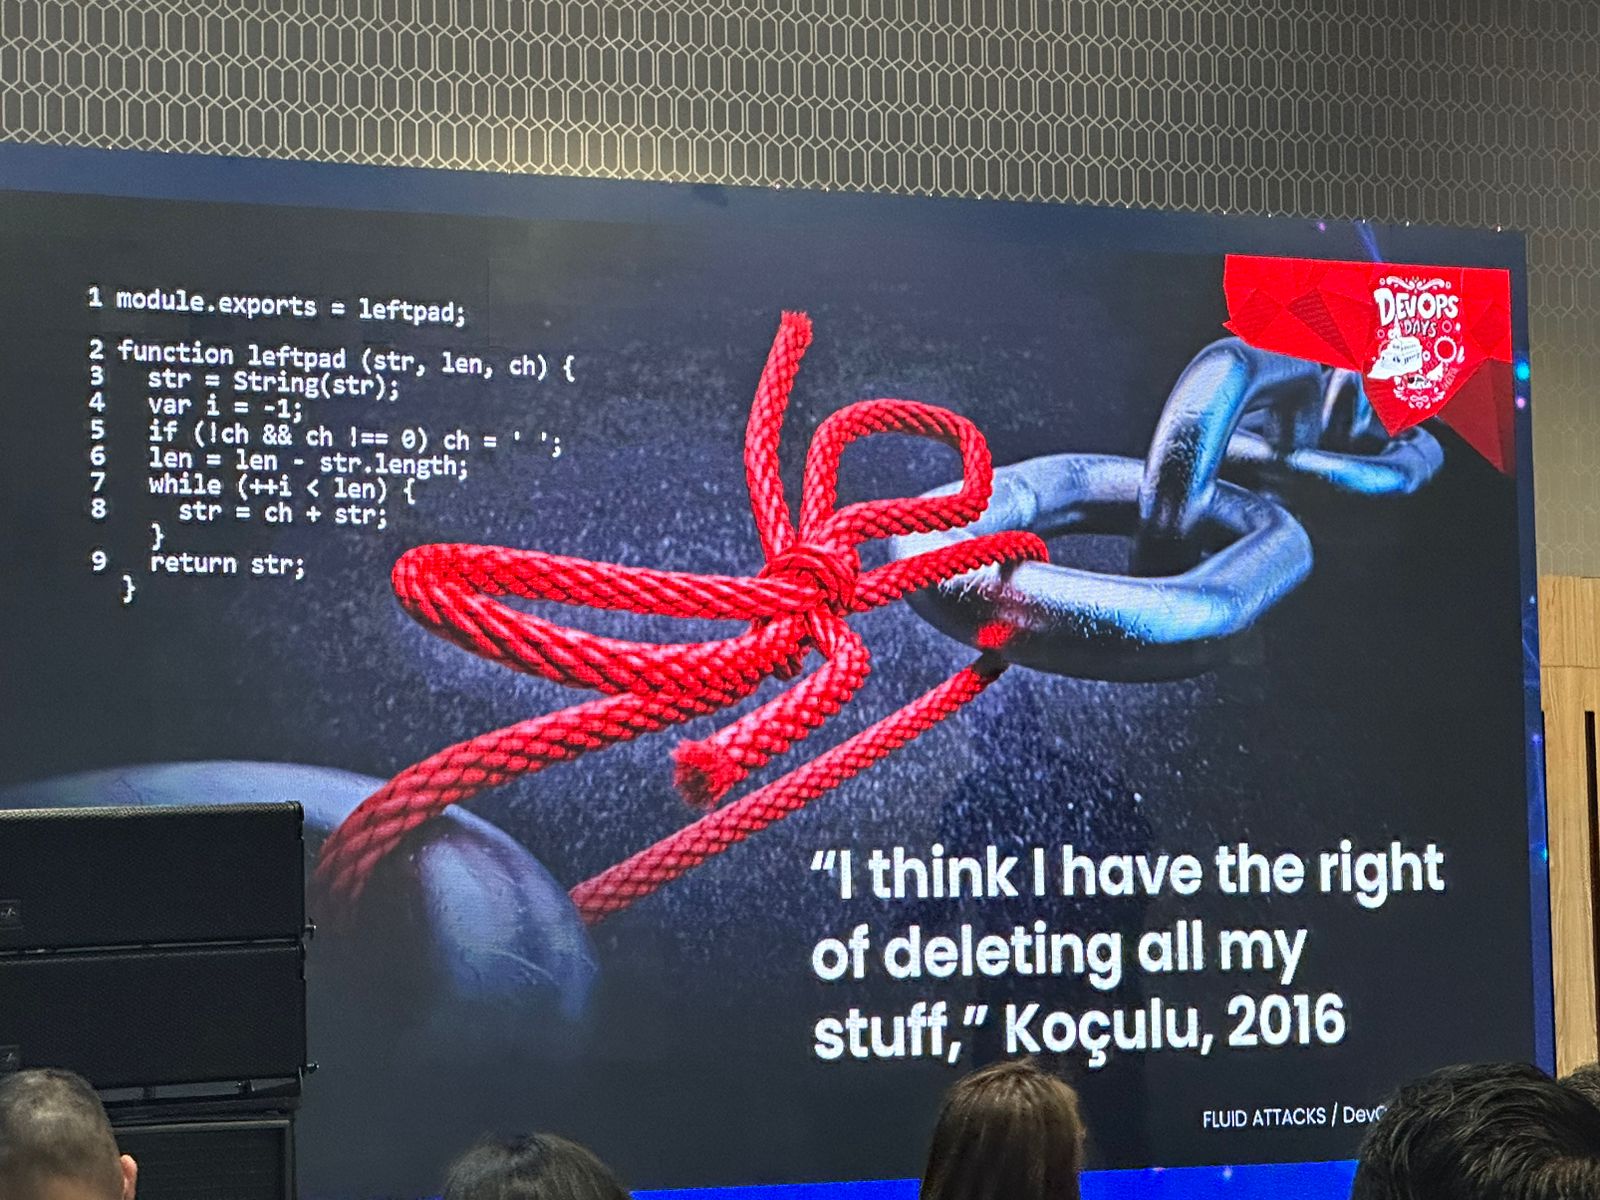 1 module.exports = leftpad;
2 function leftpad (str, len, ch) {
3 str = String(str);
4 var i = -1;
5 if (!ch && ch !== 0) ch = ' ';
6 len = len - str.length;
7 while (++i < len) {
8 str = ch + str;
}
9 return str;
}
DEVOPS
DAYS
“I think I have the right
of deleting all my
stuff,” Koçulu, 2016
FLUID ATTACKS /